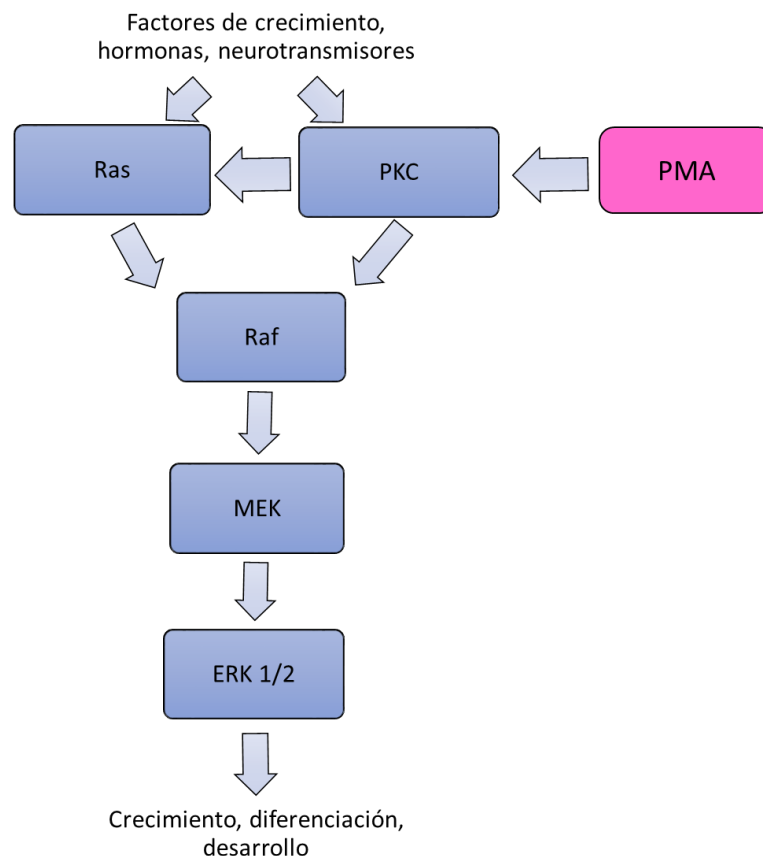 Factores de crecimiento,
hormonas, neurotransmisores
Ras
PKC
PMA
Raf
MEK
ERK 1/2
Crecimiento, diferenciación,
desarrollo